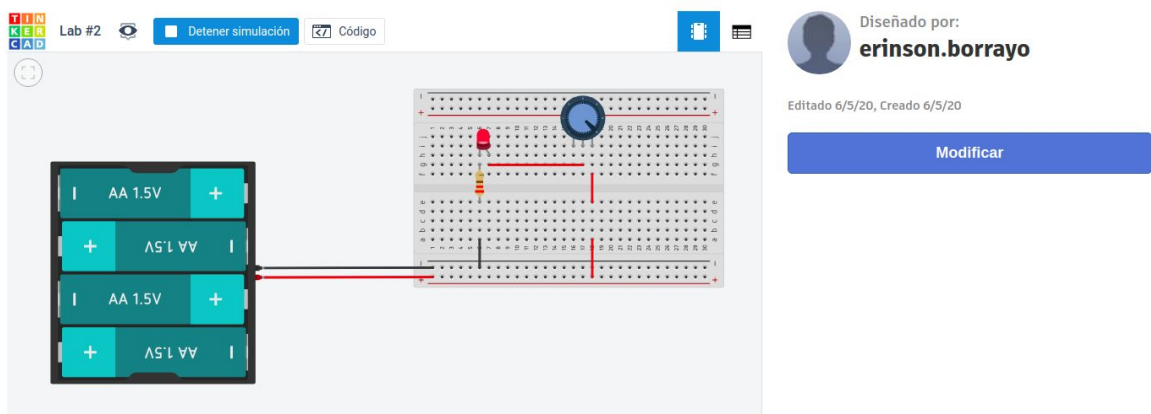 TIN
KER
CAD
Lab #2
Detener simulación
Código
Diseñado por:
erinson.borrayo
Editado 6/5/20, Creado 6/5/20
Modificar
AA 1.5V
+
+
AA 1.5V
AA 1.5V
+
+
AA 1.5V